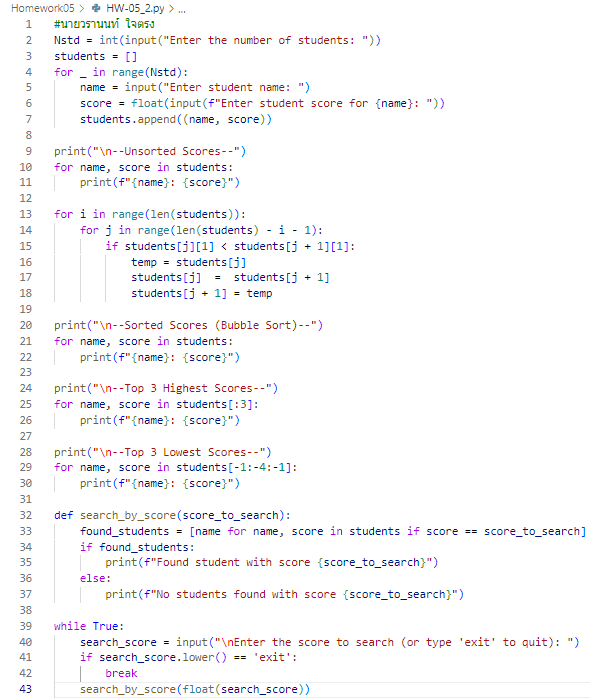 Homework05 > HW-05_2.py > ...
1 #นายวรานนท์ ใจตรง
2 Nstd = int(input("Enter the number of students: "))
3 students = []
4 for _ in range(Nstd):
5     name = input("Enter student name: ")
6     score = float(input(f"Enter student score for {name}: "))
7     students.append((name, score))
8
9 print("\n--Unsorted Scores--")
10 for name, score in students:
11     print(f"{name}: {score}")
12
13 for i in range(len(students)):
14     for j in range(len(students) - i - 1):
15         if students[j][1] < students[j + 1][1]:
16             temp = students[j]
17             students[j]  =  students[j + 1]
18             students[j + 1] = temp
19
20 print("\n--Sorted Scores (Bubble Sort)--")
21 for name, score in students:
22     print(f"{name}: {score}")
23
24 print("\n--Top 3 Highest Scores--")
25 for name, score in students[:3]:
26     print(f"{name}: {score}")
27
28 print("\n--Top 3 Lowest Scores--")
29 for name, score in students[-1:-4:-1]:
30     print(f"{name}: {score}")
31
32 def search_by_score(score_to_search):
33     found_students = [name for name, score in students if score == score_to_search]
34     if found_students:
35         print(f"Found student with score {score_to_search}")
36     else:
37         print(f"No students found with score {score_to_search}")
38
39 while True:
40     search_score = input("\nEnter the score to search (or type 'exit' to quit): ")
41     if search_score.lower() == 'exit':
42         break
43     search_by_score(float(search_score))